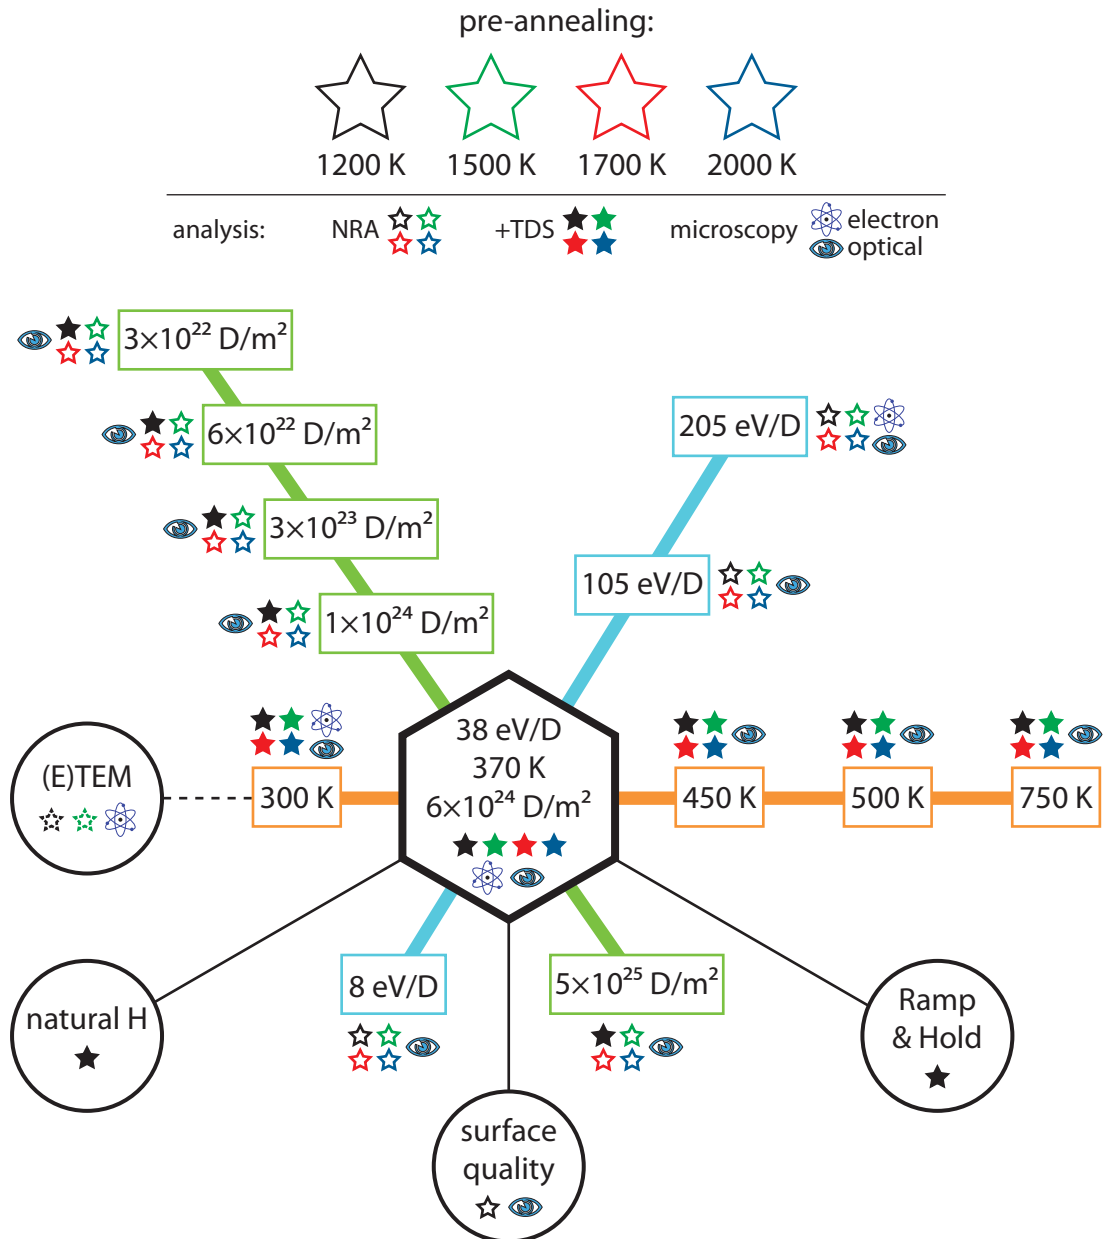 pre-annealing:
1200 K 1500 K 1700 K 2000 K
analysis: NRA +TDS microscopy electron
optical
3×10²² D/m²
6×10²² D/m²
205 eV/D
3×10²³ D/m²
105 eV/D
1×10²⁴ D/m²
38 eV/D
370 K
6×10²⁴ D/m²
(E)TEM
300 K
450 K
500 K
750 K
8 eV/D
5×10²⁵ D/m²
natural H
Ramp
& Hold
surface
quality